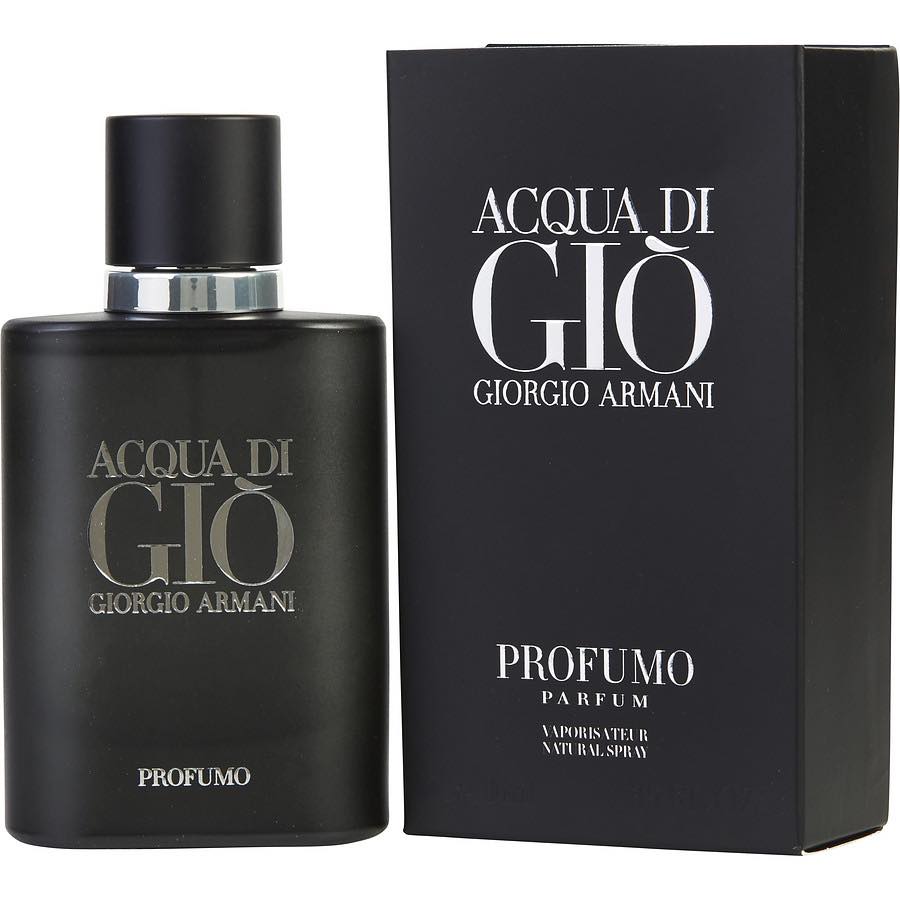 ACQUA DI
GIÒ
GIORGIO ARMANI
PROFUMO
ACQUA DI
GIÒ
GIORGIO ARMANI
PROFUMO
PARFUM
VAPORISATEUR
NATURAL SPRAY